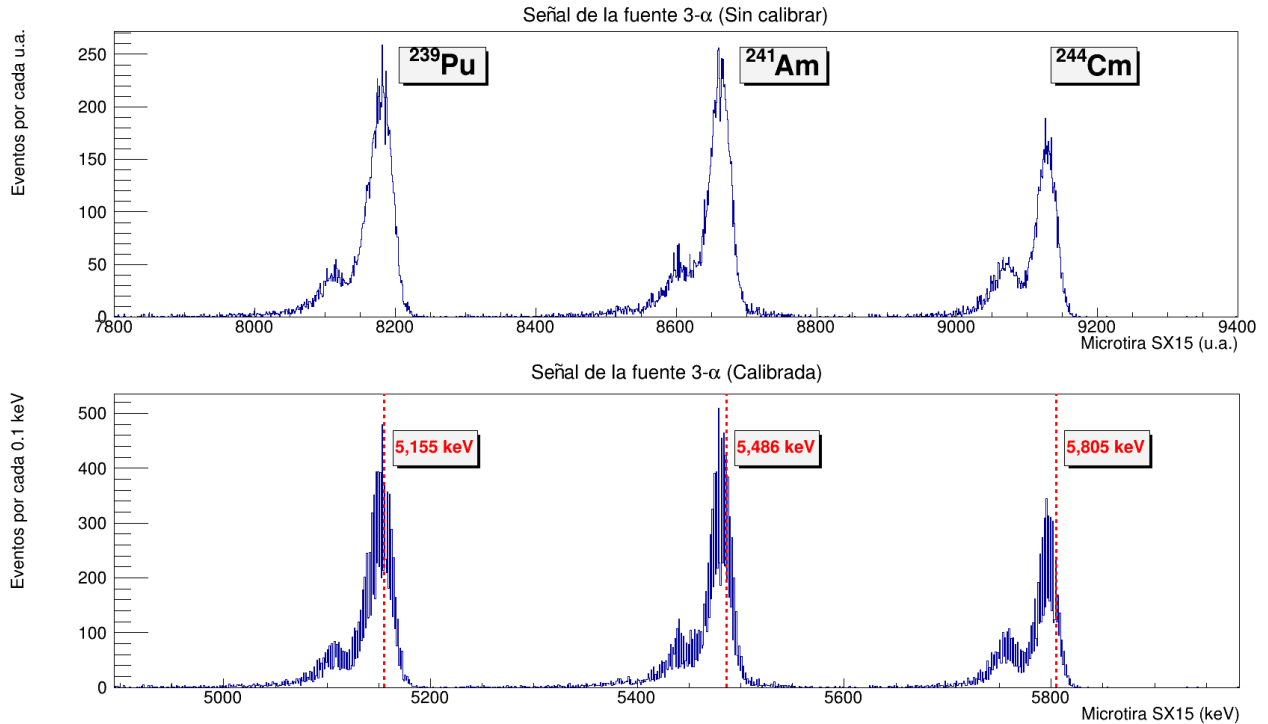 Señal de la fuente 3-α (Sin calibrar)
Eventos por cada u.a.
250
200
150
100
50
0
²³⁹Pu
²⁴¹Am
²⁴⁴Cm
7800 8000 8200 8400 8600 8800 9000 9200 9400
Microtira SX15 (u.a.)
Señal de la fuente 3-α (Calibrada)
Eventos por cada 0.1 keV
500
400
300
200
100
0
5,155 keV
5,486 keV
5,805 keV
5000 5200 5400 5600 5800
Microtira SX15 (keV)